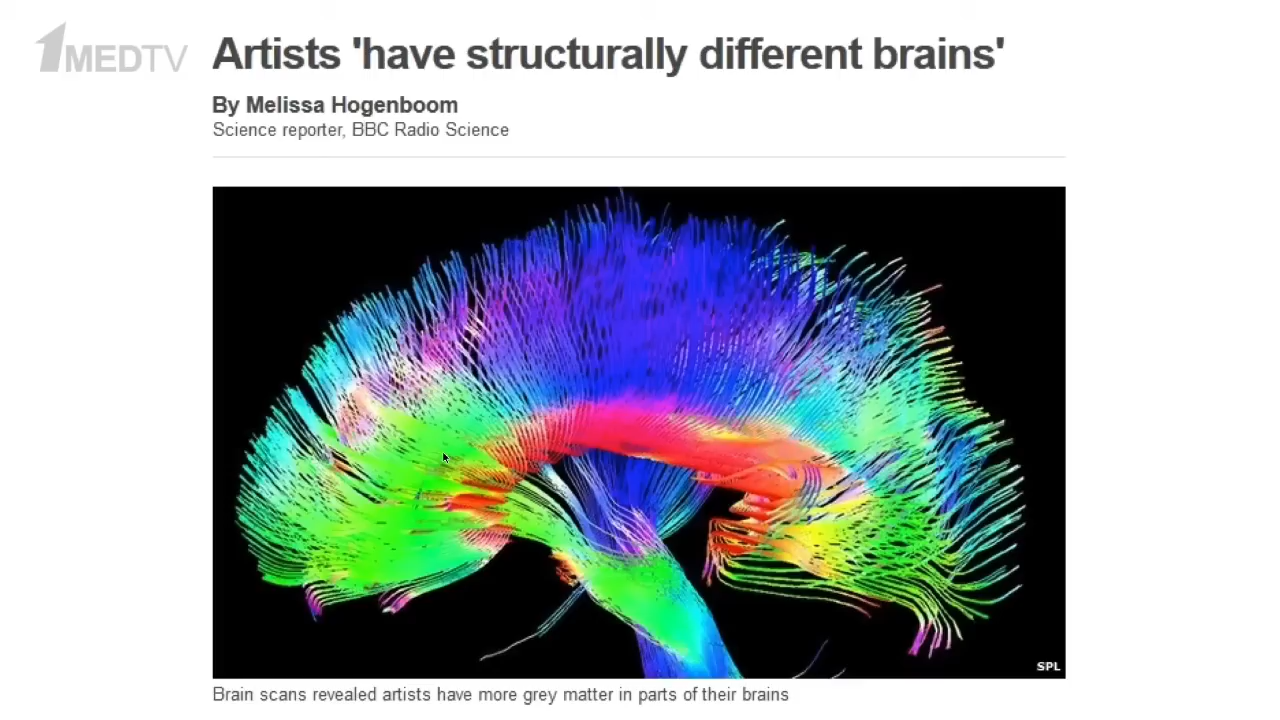 1MEDTV
Artists 'have structurally different brains'
By Melissa Hogenboom
Science reporter, BBC Radio Science
SPL
Brain scans revealed artists have more grey matter in parts of their brains